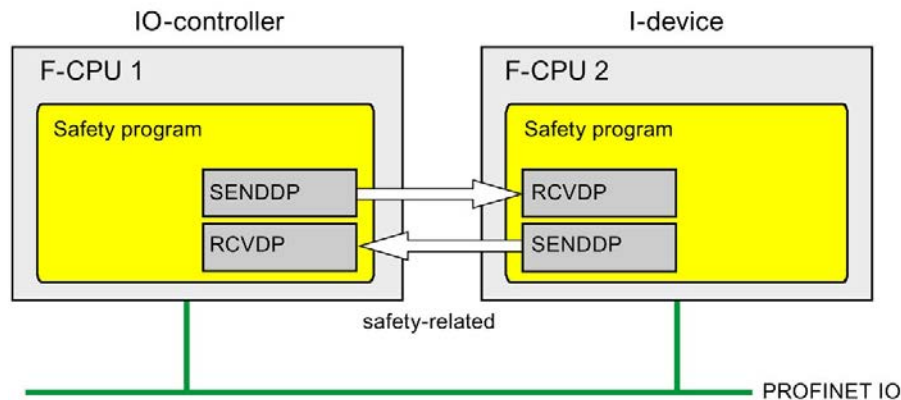 IO-controller
I-device
F-CPU 1
F-CPU 2
Safety program
Safety program
SENDDP
RCVDP
RCVDP
SENDDP
safety-related
PROFINET IO